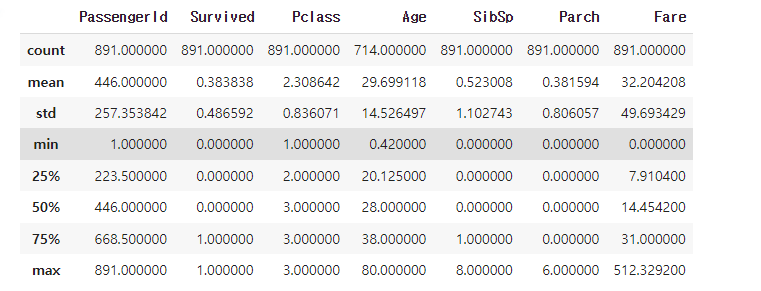 PassengerId Survived Pclass Age SibSp Parch Fare
count 891.000000 891.000000 891.000000 714.000000 891.000000 891.000000 891.000000
mean 446.000000 0.383838 2.308642 29.699118 0.523008 0.381594 32.204208
std 257.353842 0.486592 0.836071 14.526497 1.102743 0.806057 49.693429
min 1.000000 0.000000 1.000000 0.420000 0.000000 0.000000 0.000000
25% 223.500000 0.000000 2.000000 20.125000 0.000000 0.000000 7.910400
50% 446.000000 0.000000 3.000000 28.000000 0.000000 0.000000 14.454200
75% 668.500000 1.000000 3.000000 38.000000 1.000000 0.000000 31.000000
max 891.000000 1.000000 3.000000 80.000000 8.000000 6.000000 512.329200